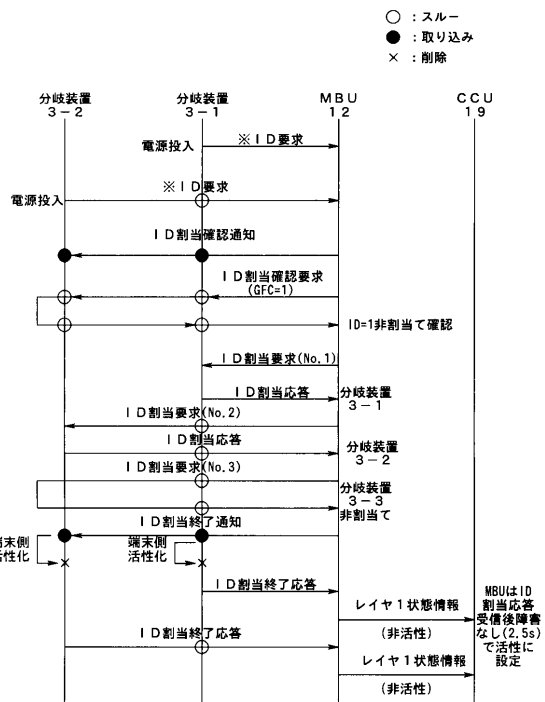 ○ : スルー
● : 取り込み
× : 削除
分岐装置
3-2
分岐装置
3-1
MBU
12
CCU
19
電源投入
※ID要求
※ID要求
電源投入
ID割当確認通知
ID割当確認要求
(GFC=1)
ID=1非割当て確認
ID割当要求(No.1)
ID割当応答
分岐装置
3-1
ID割当要求(No.2)
ID割当応答
分岐装置
3-2
ID割当要求(No.3)
分岐装置
3-3
非割当て
ID割当終了通知
端末側
活性化
端末側
活性化
ID割当終了応答
レイヤ1状態情報
(非活性)
MBUはID
割当応答
受信後障害
なし(2.5s)
で活性に
設定
ID割当終了応答
レイヤ1状態情報
(非活性)